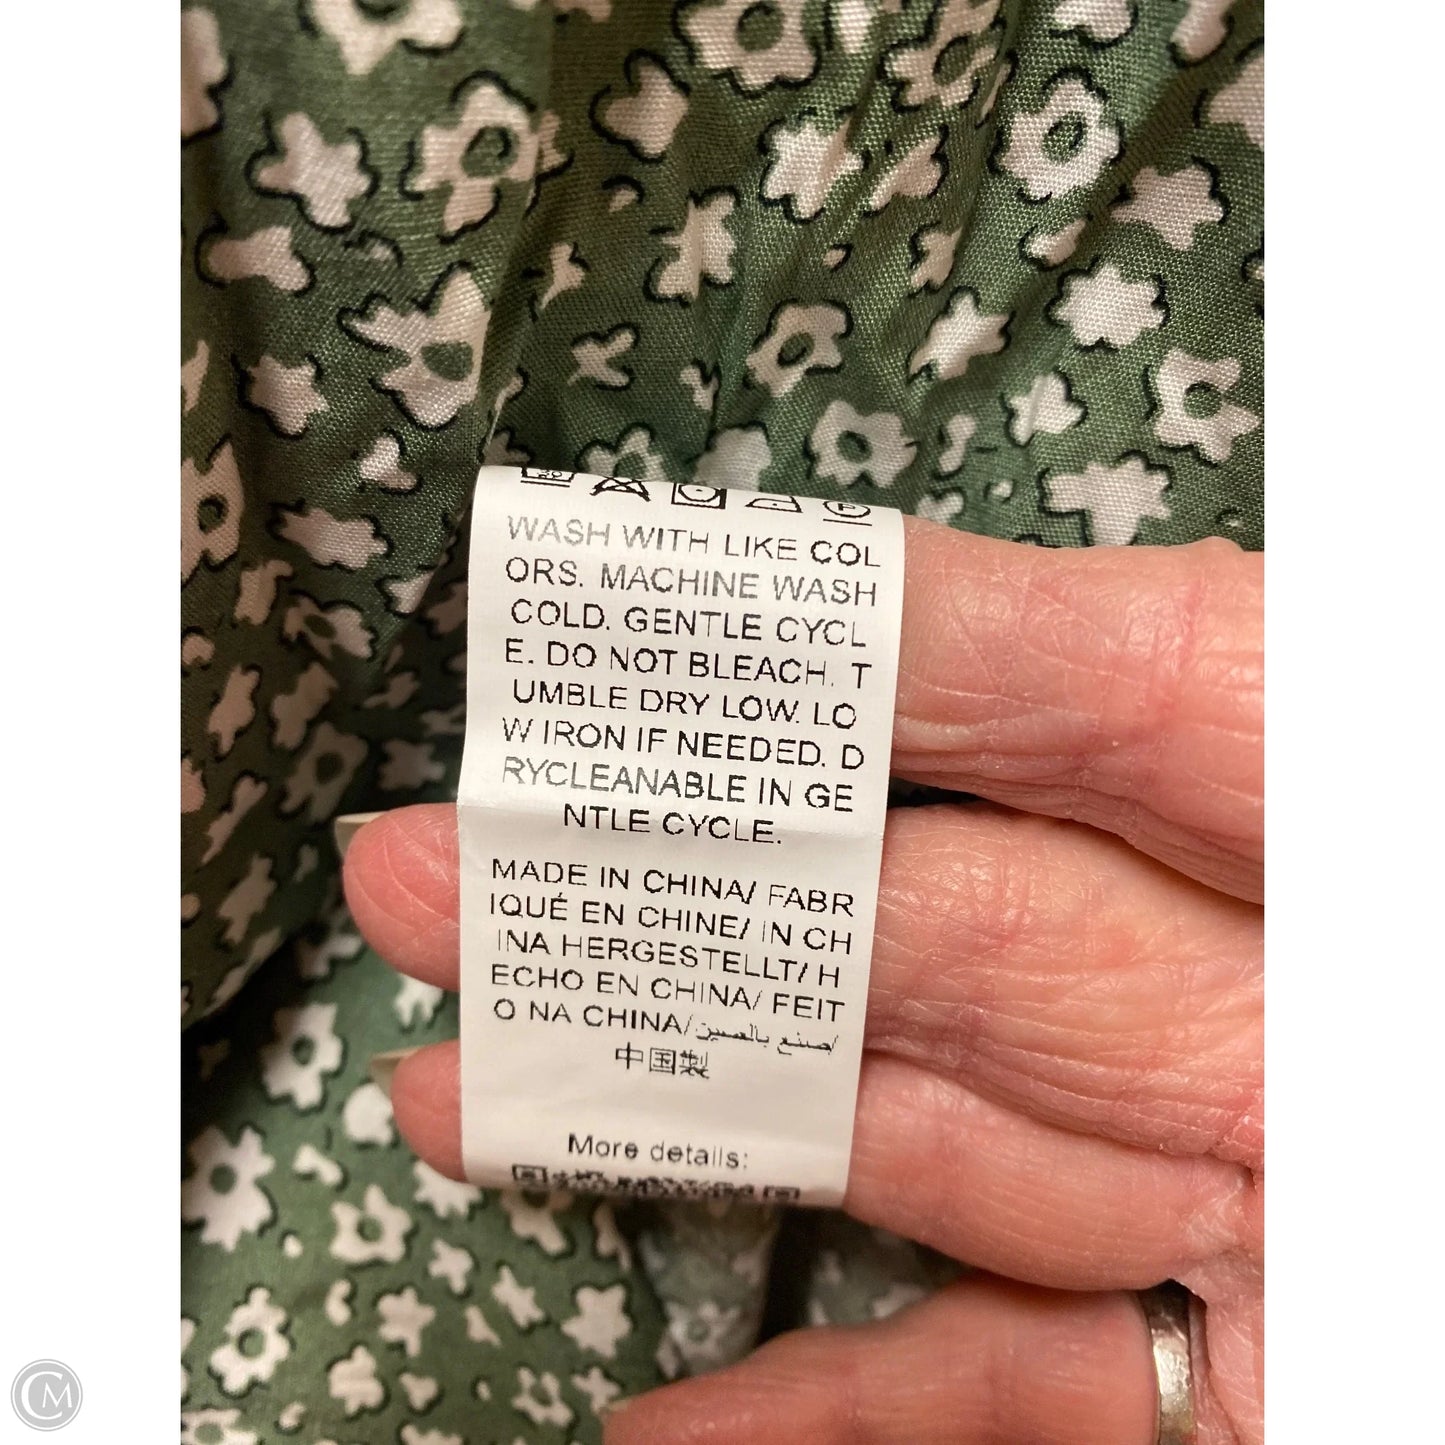 WASH WITH LIKE COL
ORS. MACHINE WASH
COLD. GENTLE CYCL
E. DO NOT BLEACH. T
UMBLE DRY LOW. LO
W IRON IF NEEDED. D
RYCLEANABLE IN GE
NTLE CYCLE.
MADE IN CHINA/ FABR
IQUÉ EN CHINE/ IN CH
INA HERGESTELLT/ H
ECHO EN CHINA/ FEIT
O NA CHINA/صنع بالصين/
中国製
More details:
CM